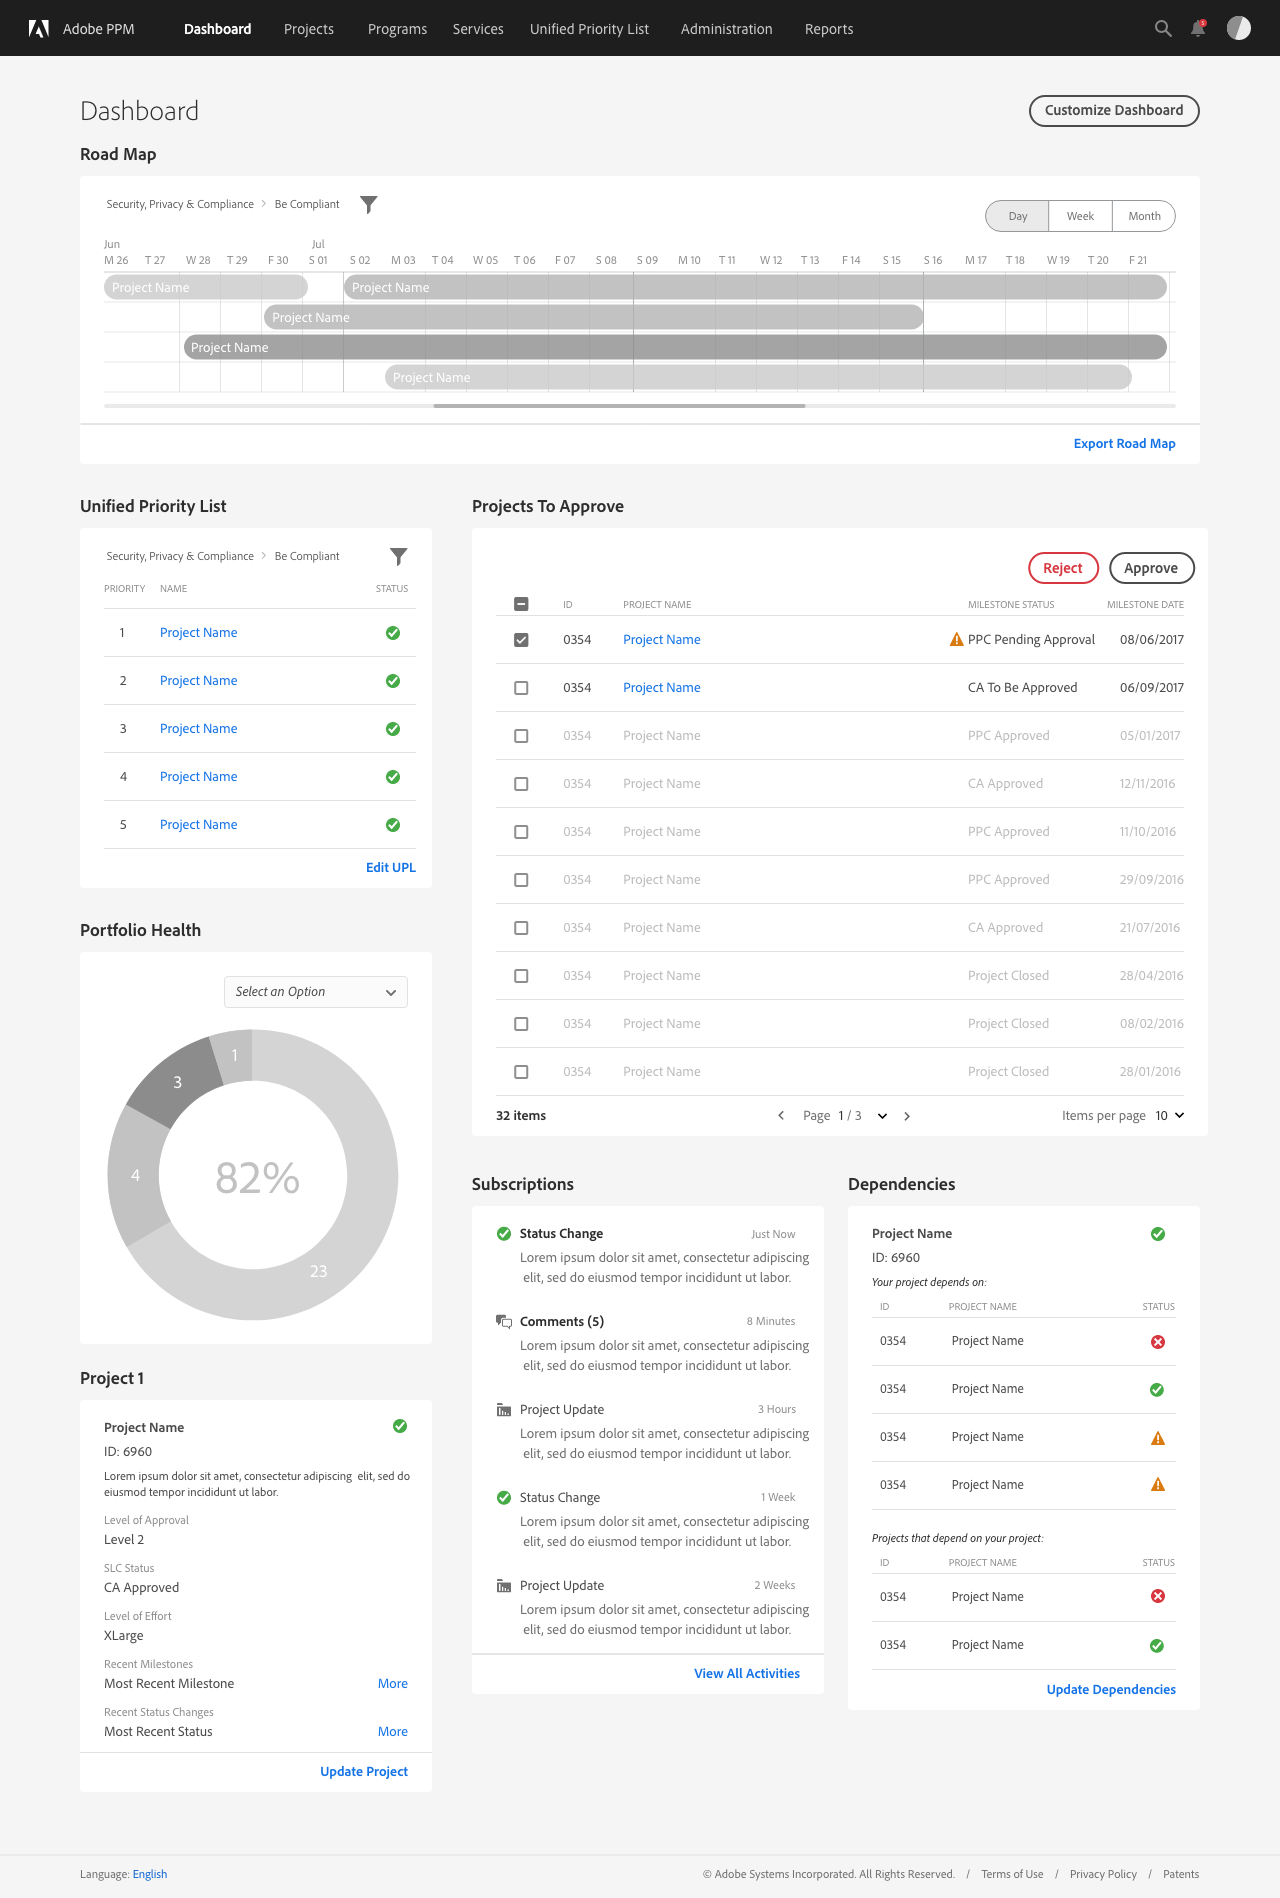 Adobe PPM Dashboard Projects Programs Services Unified Priority List Administration Reports
Dashboard
Customize Dashboard
Road Map
Security, Privacy & Compliance > Be Compliant
Day Week Month
Jun Jul
M 26 T 27 W 28 T 29 F 30 S 01 S 02 M 03 T 04 W 05 T 06 F 07 S 08 S 09 M 10 T 11 W 12 T 13 F 14 S 15 S 16 M 17 T 18 W 19 T 20 F 21
Project Name Project Name
Project Name
Project Name
Project Name
Export Road Map
Unified Priority List
Security, Privacy & Compliance > Be Compliant
PRIORITY NAME STATUS
1 Project Name
2 Project Name
3 Project Name
4 Project Name
5 Project Name
Edit UPL
Projects To Approve
Reject Approve
ID PROJECT NAME MILESTONE STATUS MILESTONE DATE
0354 Project Name PPC Pending Approval 08/06/2017
0354 Project Name CA To Be Approved 06/09/2017
0354 Project Name PPC Approved 05/01/2017
0354 Project Name CA Approved 12/11/2016
0354 Project Name PPC Approved 11/10/2016
0354 Project Name PPC Approved 29/09/2016
0354 Project Name CA Approved 21/07/2016
0354 Project Name Project Closed 28/04/2016
0354 Project Name Project Closed 08/02/2016
0354 Project Name Project Closed 28/01/2016
32 items < Page 1 / 3 > Items per page 10
Portfolio Health
Select an Option
1
3
4
82%
23
Project 1
Project Name
ID: 6960
Lorem ipsum dolor sit amet, consectetur adipiscing elit, sed do
eiusmod tempor incididunt ut labor.
Level of Approval
Level 2
SLC Status
CA Approved
Level of Effort
XLarge
Recent Milestones
Most Recent Milestone More
Recent Status Changes
Most Recent Status More
Update Project
Subscriptions
Status Change Just Now
Lorem ipsum dolor sit amet, consectetur adipiscing
elit, sed do eiusmod tempor incididunt ut labor.
Comments (5) 8 Minutes
Lorem ipsum dolor sit amet, consectetur adipiscing
elit, sed do eiusmod tempor incididunt ut labor.
Project Update 3 Hours
Lorem ipsum dolor sit amet, consectetur adipiscing
elit, sed do eiusmod tempor incididunt ut labor.
Status Change 1 Week
Lorem ipsum dolor sit amet, consectetur adipiscing
elit, sed do eiusmod tempor incididunt ut labor.
Project Update 2 Weeks
Lorem ipsum dolor sit amet, consectetur adipiscing
elit, sed do eiusmod tempor incididunt ut labor.
View All Activities
Dependencies
Project Name
ID: 6960
Your project depends on:
ID PROJECT NAME STATUS
0354 Project Name
0354 Project Name
0354 Project Name
0354 Project Name
Projects that depend on your project:
ID PROJECT NAME STATUS
0354 Project Name
0354 Project Name
Update Dependencies
Language: English
© Adobe Systems Incorporated. All Rights Reserved. / Terms of Use / Privacy Policy / Patents